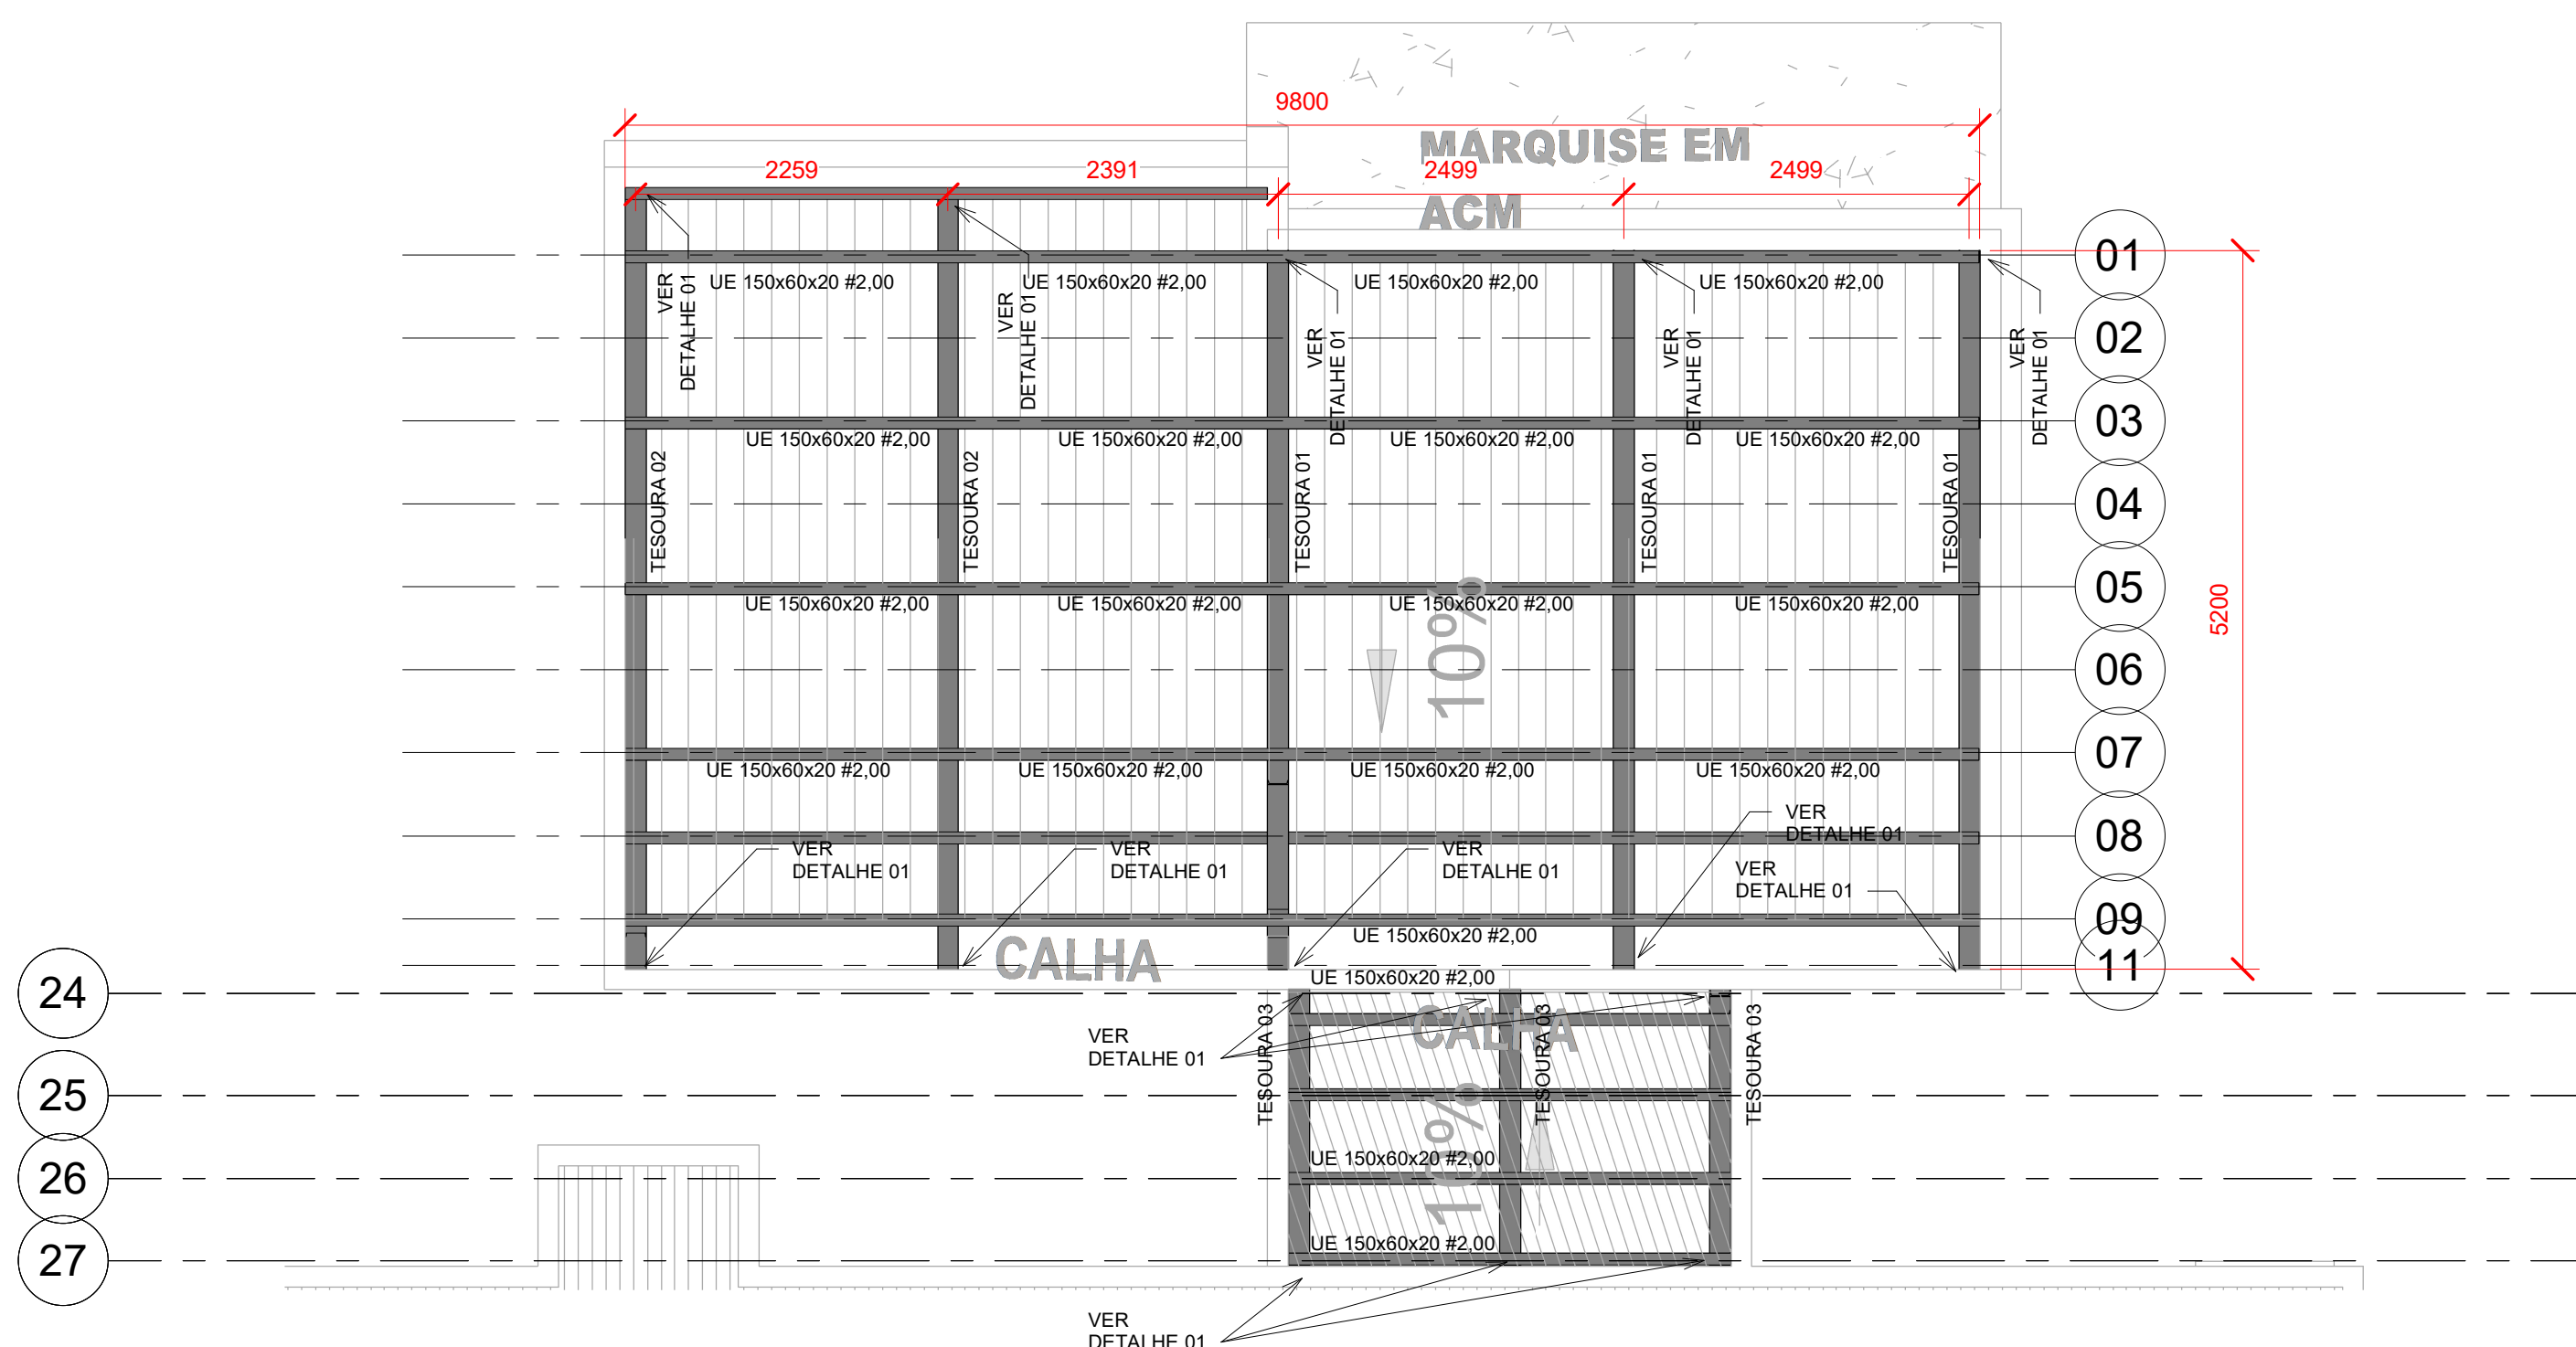 9800
MARQUISE EM
ACM
2259
2391
2499
2499
01
UE 150x60x20 #2,00
UE 150x60x20 #2,00
UE 150x60x20 #2,00
UE 150x60x20 #2,00
VER
DETALHE 01
VER
DETALHE 01
VER
DETALHE 01
VER
DETALHE 01
VER
DETALHE 01
02
03
UE 150x60x20 #2,00
UE 150x60x20 #2,00
UE 150x60x20 #2,00
UE 150x60x20 #2,00
TESOURA 02
TESOURA 02
TESOURA 01
TESOURA 01
TESOURA 01
04
05
UE 150x60x20 #2,00
UE 150x60x20 #2,00
UE 150x60x20 #2,00
UE 150x60x20 #2,00
5200
10%
06
07
UE 150x60x20 #2,00
UE 150x60x20 #2,00
UE 150x60x20 #2,00
UE 150x60x20 #2,00
VER
DETALHE 01
08
VER
DETALHE 01
VER
DETALHE 01
VER
DETALHE 01
VER
DETALHE 01
09
UE 150x60x20 #2,00
CALHA
11
UE 150x60x20 #2,00
24
CALHA
VER
DETALHE 01
TESOURA 03
TESOURA 03
TESOURA 03
25
10%
UE 150x60x20 #2,00
26
UE 150x60x20 #2,00
27
VER
DETALHE 01